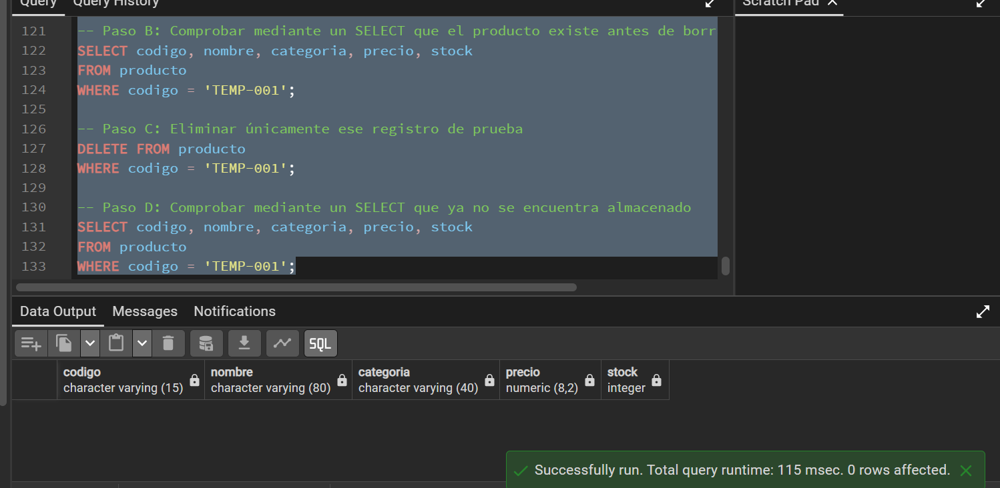 Query Query History
Scratch Pad
121 -- Paso B: Comprobar mediante un SELECT que el producto existe antes de borr
122 SELECT codigo, nombre, categoria, precio, stock
123 FROM producto
124 WHERE codigo = 'TEMP-001';
125
126 -- Paso C: Eliminar únicamente ese registro de prueba
127 DELETE FROM producto
128 WHERE codigo = 'TEMP-001';
129
130 -- Paso D: Comprobar mediante un SELECT que ya no se encuentra almacenado
131 SELECT codigo, nombre, categoria, precio, stock
132 FROM producto
133 WHERE codigo = 'TEMP-001';
Data Output Messages Notifications
SQL
codigo nombre categoria precio stock
character varying (15) character varying (80) character varying (40) numeric (8,2) integer
Successfully run. Total query runtime: 115 msec. 0 rows affected.